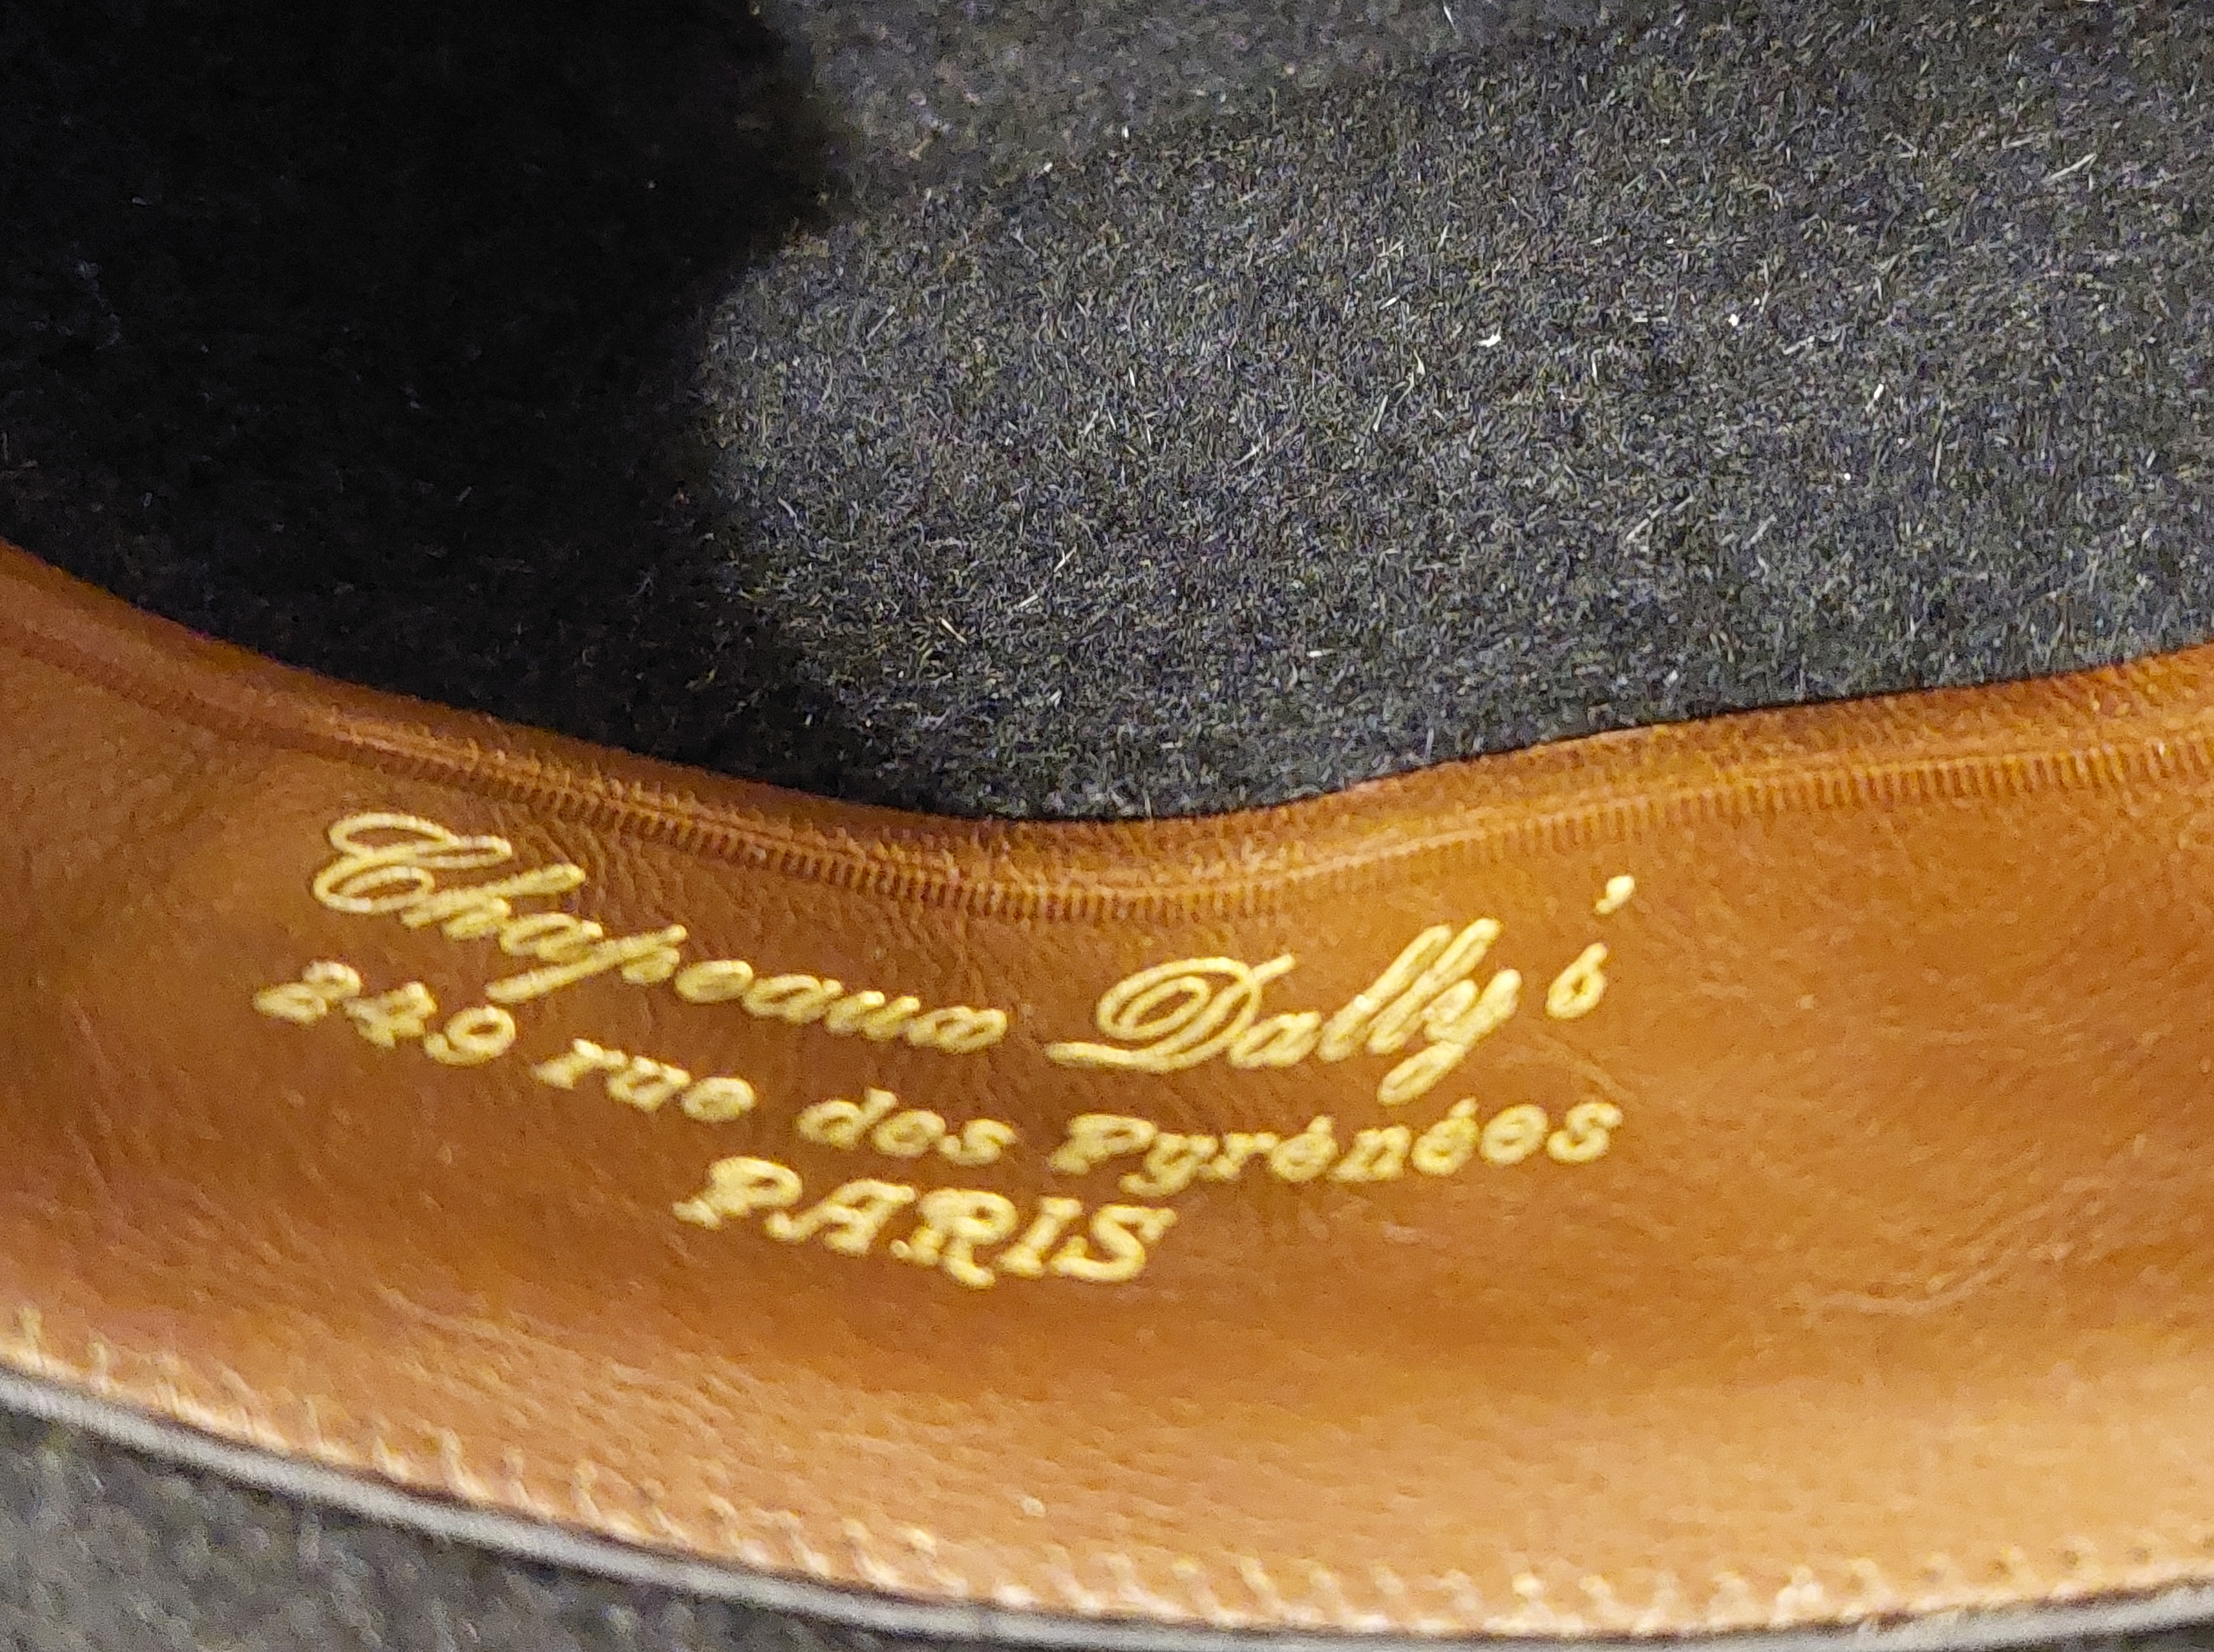 Chapeaux Dally's
249 rue des Pyrénées
PARIS